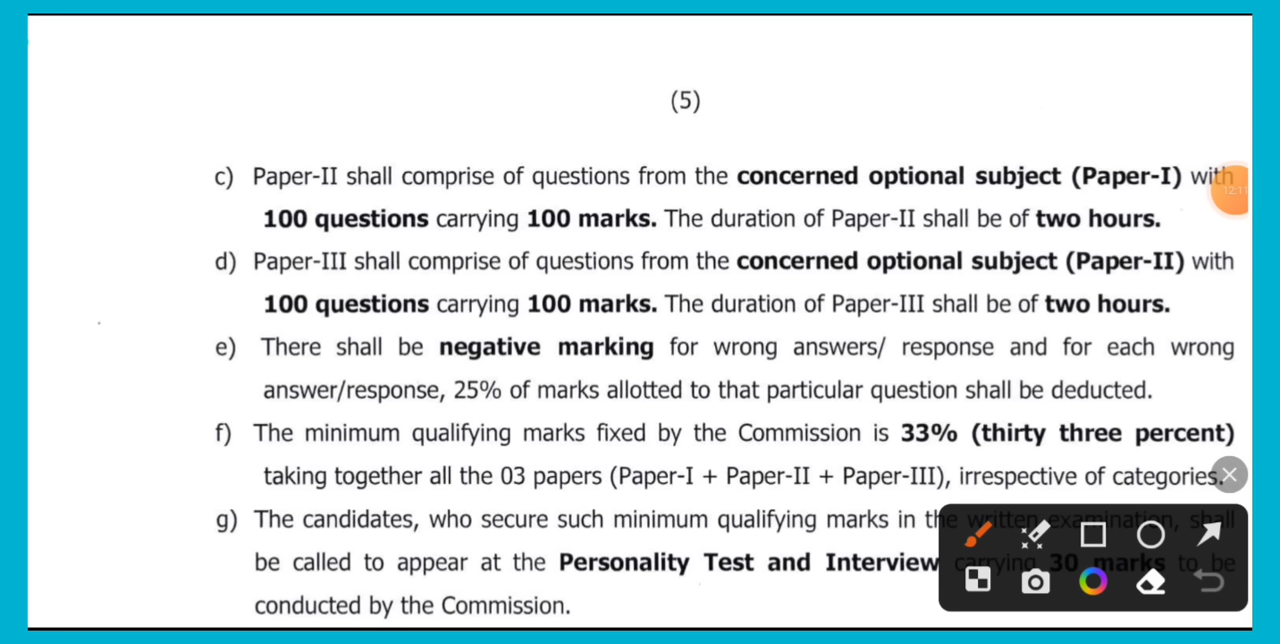 (5)
c) Paper-II shall comprise of questions from the concerned optional subject (Paper-I) with
12:11
100 questions carrying 100 marks. The duration of Paper-II shall be of two hours.
d) Paper-III shall comprise of questions from the concerned optional subject (Paper-II) with
100 questions carrying 100 marks. The duration of Paper-III shall be of two hours.
e) There shall be negative marking for wrong answers/ response and for each wrong
answer/response, 25% of marks allotted to that particular question shall be deducted.
f) The minimum qualifying marks fixed by the Commission is 33% (thirty three percent)
taking together all the 03 papers (Paper-I + Paper-II + Paper-III), irrespective of categories.
g) The candidates, who secure such minimum qualifying marks in the written examination, shall
be called to appear at the Personality Test and Interview carrying 30 marks to be
conducted by the Commission.